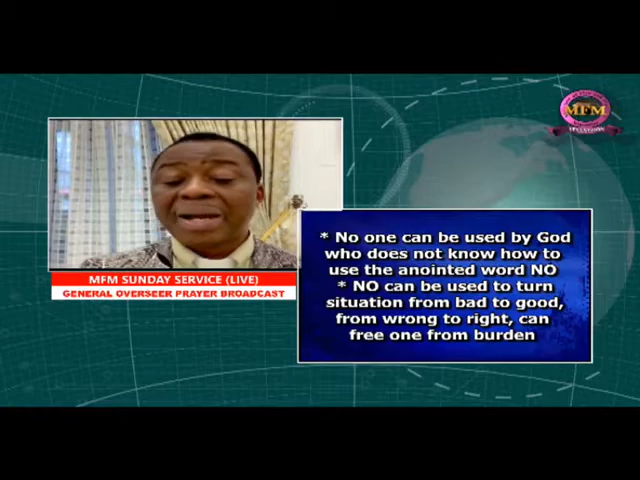 MFM
MFM SUNDAY SERVICE (LIVE)
GENERAL OVERSEER PRAYER BROADCAST
* No one can be used by God
who does not know how to
use the anointed word NO
* NO can be used to turn
situation from bad to good,
from wrong to right, can
free one from burden